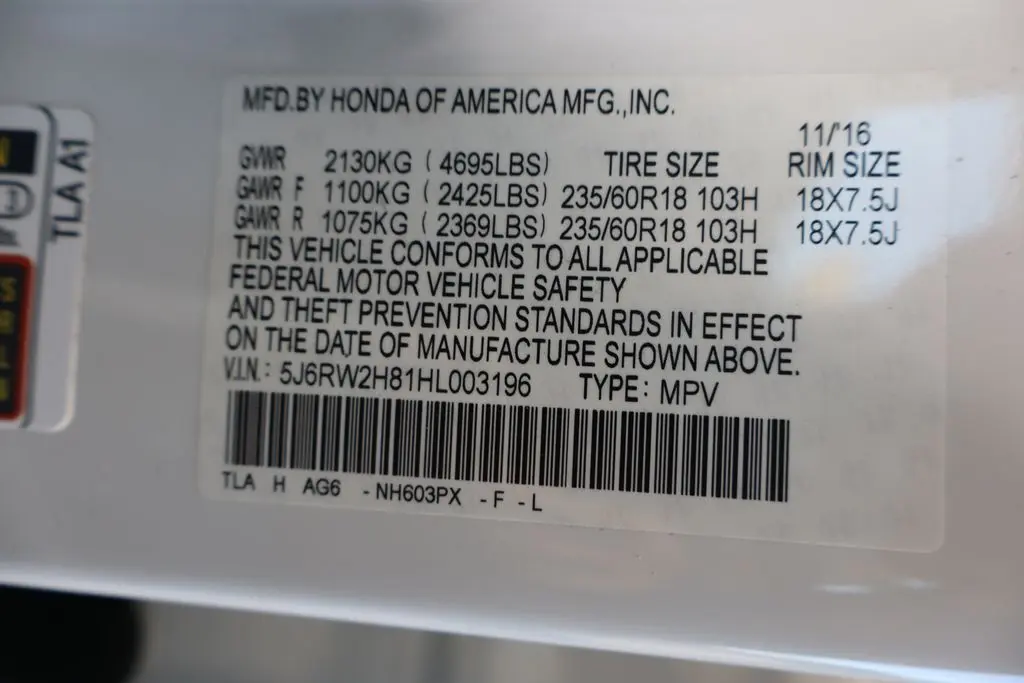 MFD.BY HONDA OF AMERICA MFG.,INC.
11/'16
GVWR 2130KG (4695LBS) TIRE SIZE RIM SIZE
GAWR F 1100KG (2425LBS) 235/60R18 103H 18X7.5J
GAWR R 1075KG (2369LBS) 235/60R18 103H 18X7.5J
THIS VEHICLE CONFORMS TO ALL APPLICABLE
FEDERAL MOTOR VEHICLE SAFETY
AND THEFT PREVENTION STANDARDS IN EFFECT
ON THE DATE OF MANUFACTURE SHOWN ABOVE.
V.I.N.: 5J6RW2H81HL003196 TYPE: MPV
TLA H AG6 -NH603PX -F -L
TLA A1